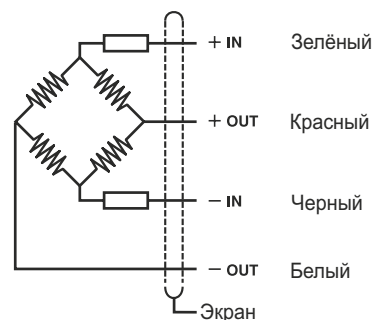 + IN Зелёный
+ OUT Красный
− IN Черный
− OUT Белый
Экран